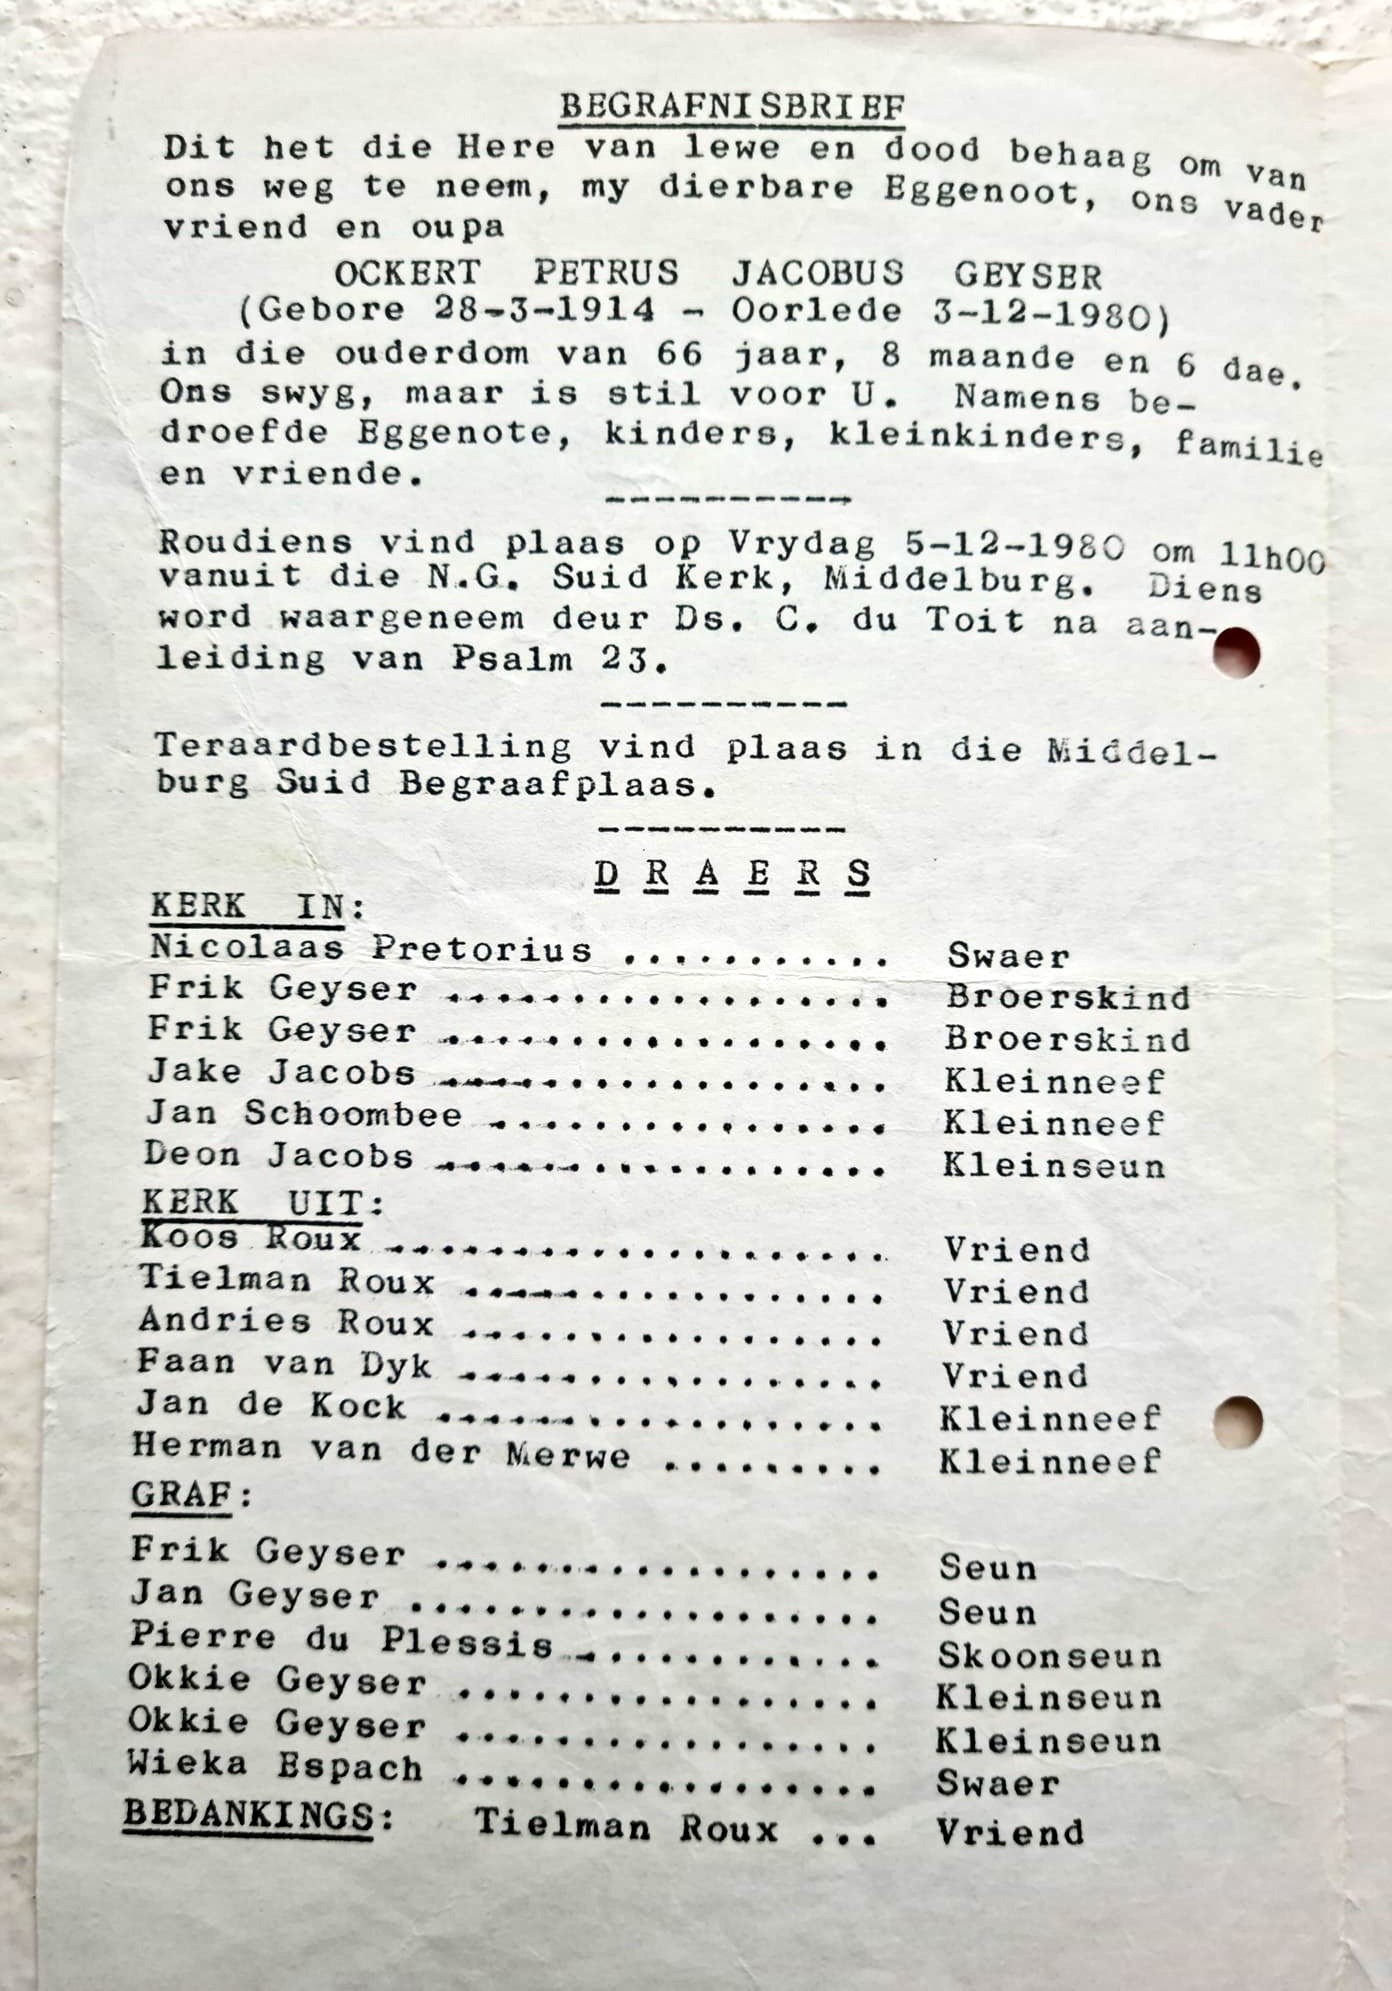 BEGRAFNISBRIEF
Dit het die Here van lewe en dood behaag om van
ons weg te neem, my dierbare Eggenoot, ons vader
vriend en oupa
OCKERT PETRUS JACOBUS GEYSER
(Gebore 28-3-1914 - Oorlede 3-12-1980)
in die ouderdom van 66 jaar, 8 maande en 6 dae.
Ons swyg, maar is stil voor U. Namens be-
droefde Eggenote, kinders, kleinkinders, familie
en vriende.
----------
Roudiens vind plaas op Vrydag 5-12-1980 om 11h00
vanuit die N.G. Suid Kerk, Middelburg. Diens
word waargeneem deur Ds. C. du Toit na aan-
leiding van Psalm 23.
----------
Teraardbestelling vind plaas in die Middel-
burg Suid Begraafplaas.
----------
D R A E R S
KERK IN:
Nicolaas Pretorius ........... Swaer
Frik Geyser .................. Broerskind
Frik Geyser .................. Broerskind
Jake Jacobs .................. Kleinneef
Jan Schoombee ................ Kleinneef
Deon Jacobs .................. Kleinseun
KERK UIT:
Koos Roux .................... Vriend
Tielman Roux ................. Vriend
Andries Roux ................. Vriend
Faan van Dyk ................. Vriend
Jan de Kock .................. Kleinneef
Herman van der Merwe ......... Kleinneef
GRAF:
Frik Geyser .................. Seun
Jan Geyser ................... Seun
Pierre du Plessis ............ Skoonseun
Okkie Geyser ................. Kleinseun
Okkie Geyser ................. Kleinseun
Wieka Espach ................. Swaer
BEDANKINGS: Tielman Roux ... Vriend